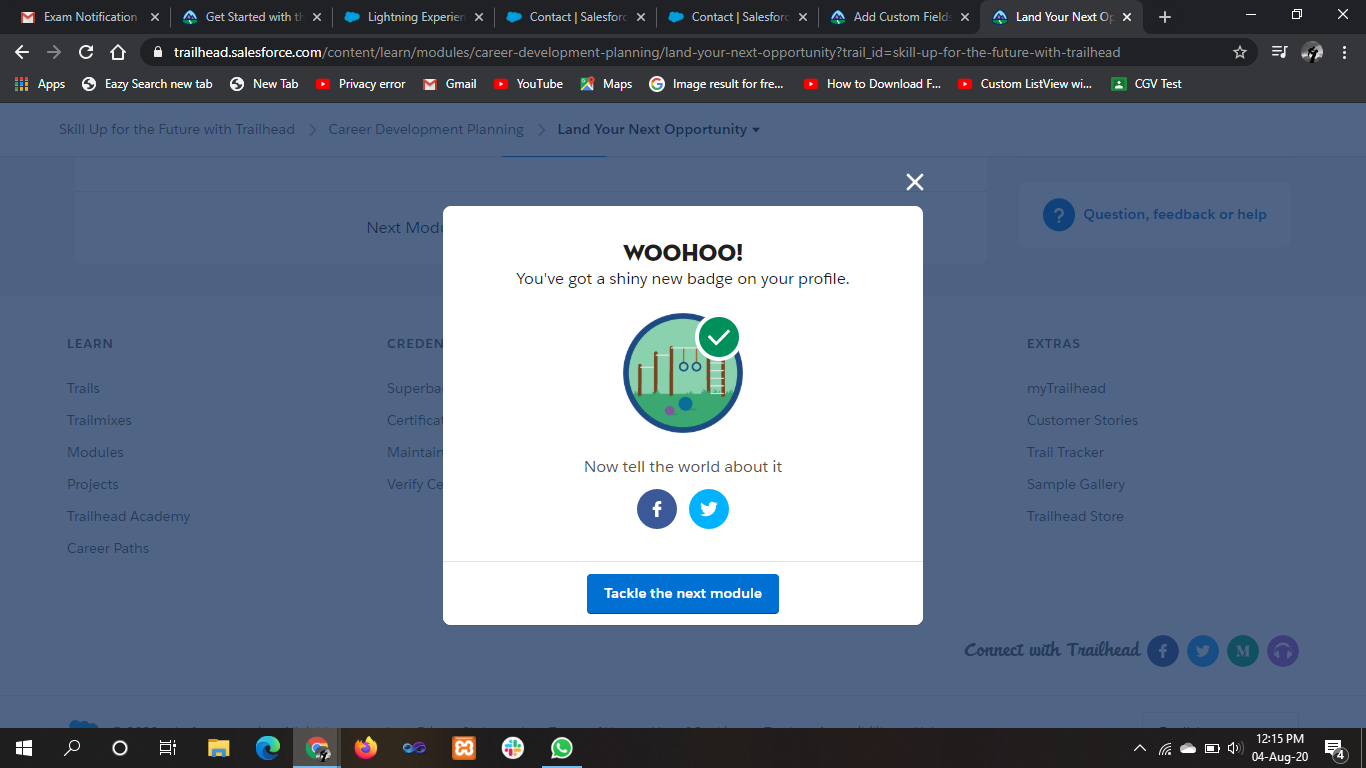 Exam Notification
Get Started with th
Lightning Experien
Contact | Salesforc
Contact | Salesforc
Add Custom Fields
Land Your Next Op
trailhead.salesforce.com/content/learn/modules/career-development-planning/land-your-next-opportunity?trail_id=skill-up-for-the-future-with-trailhead
Apps
Eazy Search new tab
New Tab
Privacy error
Gmail
YouTube
Maps
Image result for fre...
How to Download F...
Custom ListView wi...
CGV Test
Skill Up for the Future with Trailhead
Career Development Planning
Land Your Next Opportunity
Next Modu
Question, feedback or help
WOOHOO!
You've got a shiny new badge on your profile.
Now tell the world about it
Tackle the next module
LEARN
Trails
Trailmixes
Modules
Projects
Trailhead Academy
Career Paths
CREDEN
Superba
Certificat
Maintain
Verify Ce
EXTRAS
myTrailhead
Customer Stories
Trail Tracker
Sample Gallery
Trailhead Store
Connect with Trailhead
12:15 PM
04-Aug-20
4